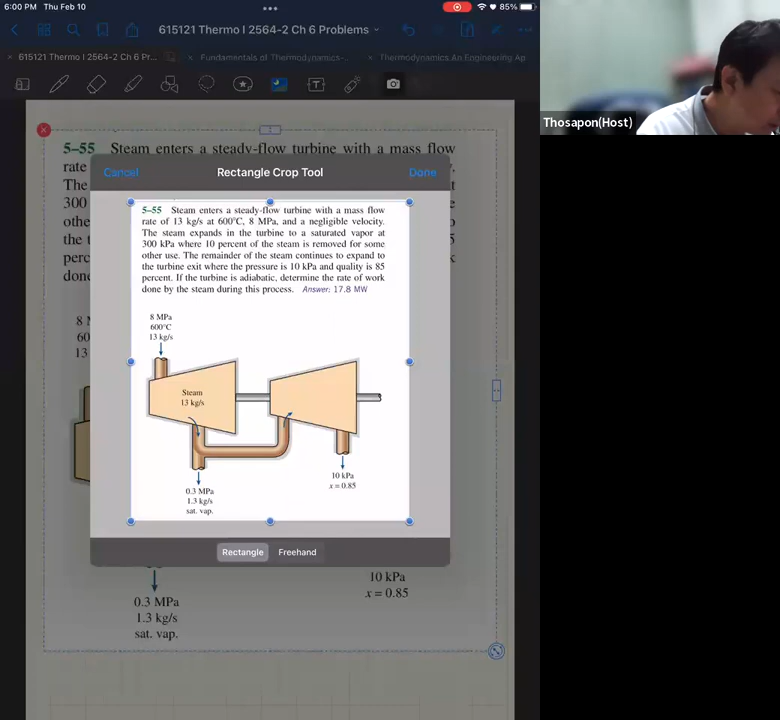 6:00 PM Thu Feb 10
85%
615121 Thermo I 2564-2 Ch 6 Problems
615121 Thermo I 2564-2 Ch 6 Pr...
Fundamentals of Thermodynamics-...
Thermodynamics An Engineering Ap
5–55 Steam enters a steady-flow turbine with a mass flow
rate
The
300
othe
the t
perc
done
Cancel
Rectangle Crop Tool
Done
5–55 Steam enters a steady-flow turbine with a mass flow
rate of 13 kg/s at 600°C, 8 MPa, and a negligible velocity.
The steam expands in the turbine to a saturated vapor at
300 kPa where 10 percent of the steam is removed for some
other use. The remainder of the steam continues to expand to
the turbine exit where the pressure is 10 kPa and quality is 85
percent. If the turbine is adiabatic, determine the rate of work
done by the steam during this process. Answer: 17.8 MW
8 MPa
600°C
13 kg/s
Steam
13 kg/s
10 kPa
x = 0.85
0.3 MPa
1.3 kg/s
sat. vap.
Rectangle
Freehand
10 kPa
x = 0.85
0.3 MPa
1.3 kg/s
sat. vap.
Thosapon(Host)